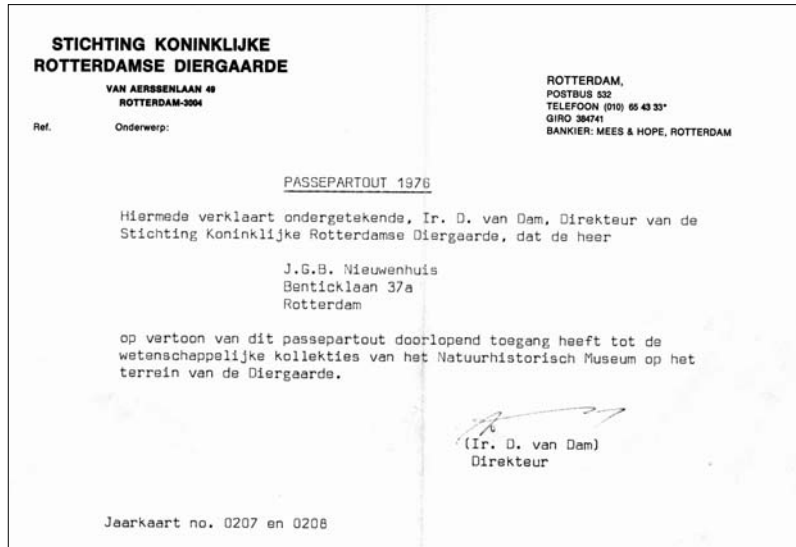 STICHTING KONINKLIJKE
ROTTERDAMSE DIERGAARDE
VAN AERSSENLAAN 49
ROTTERDAM-3004
Ref. Onderwerp:
ROTTERDAM,
POSTBUS 532
TELEFOON (010) 65 43 33*
GIRO 384741
BANKIER: MEES & HOPE, ROTTERDAM
PASSEPARTOUT 1976
Hiermede verklaart ondergetekende, Ir. D. van Dam, Direkteur van de
Stichting Koninklijke Rotterdamse Diergaarde, dat de heer
J.G.B. Nieuwenhuis
Benticklaan 37a
Rotterdam
op vertoon van dit passepartout doorlopend toegang heeft tot de
wetenschappelijke kollekties van het Natuurhistorisch Museum op het
terrein van de Diergaarde.
(Ir. D. van Dam)
Direkteur
Jaarkaart no. 0207 en 0208